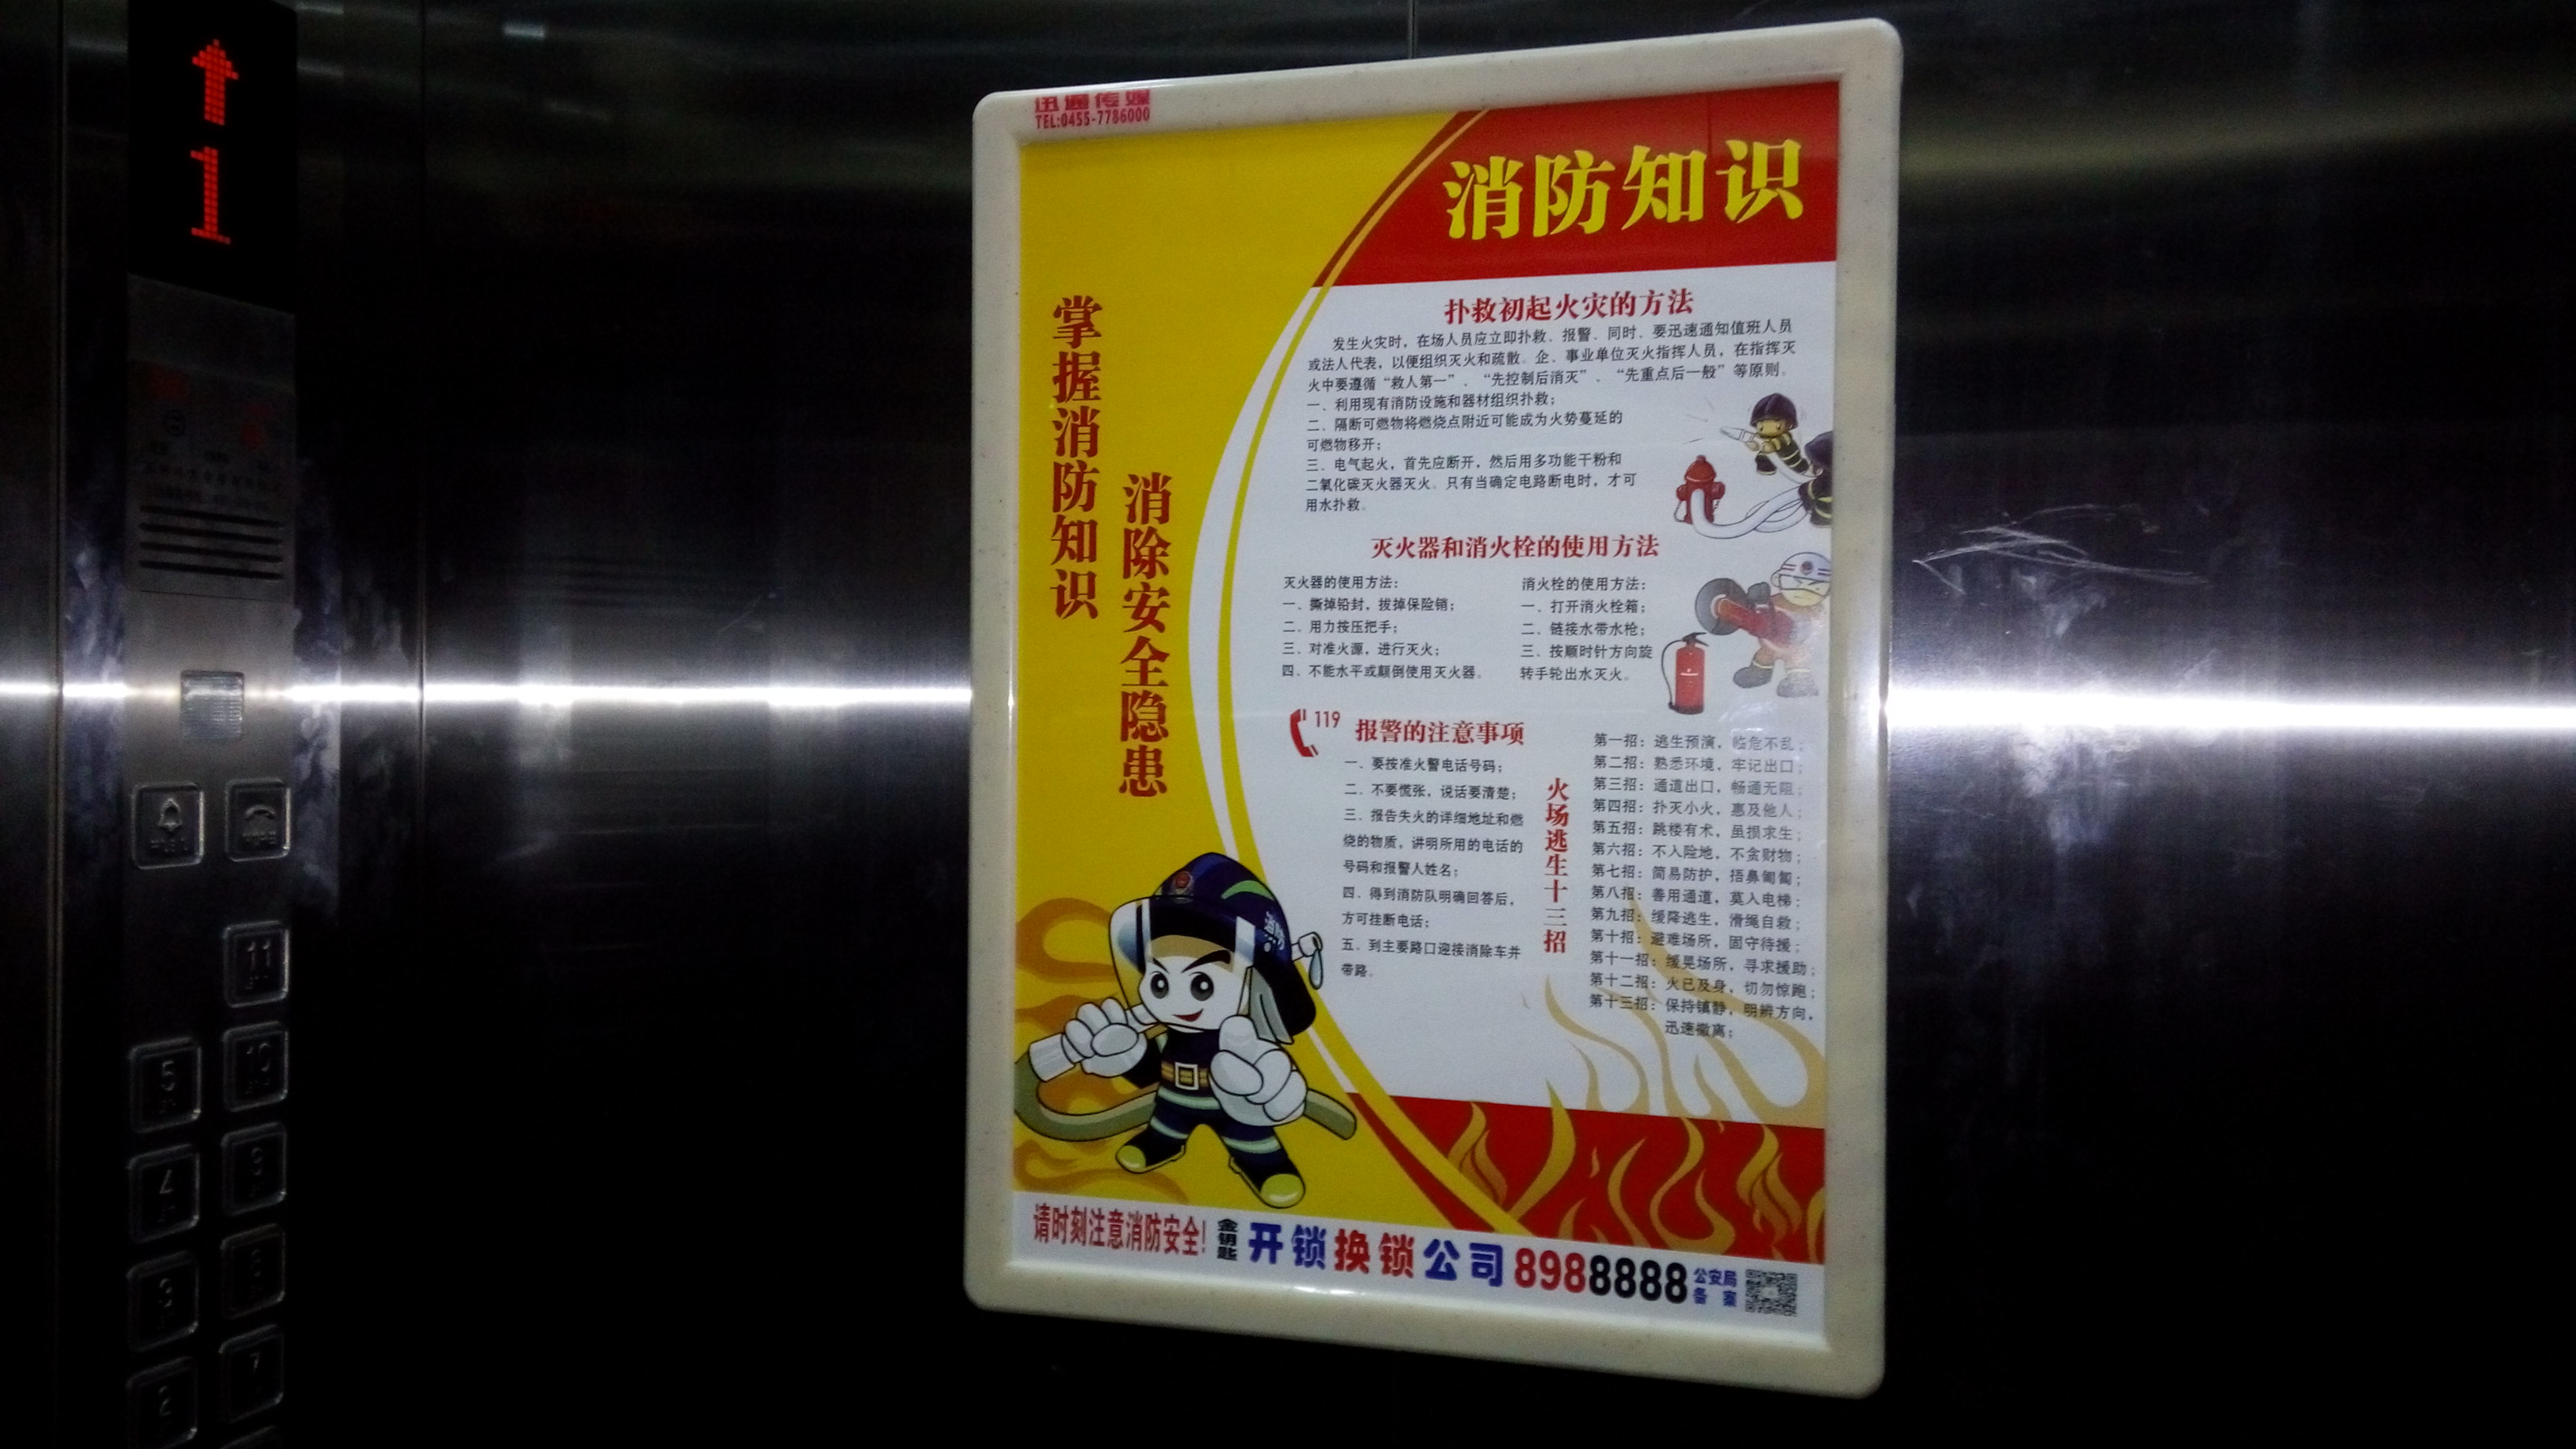 ↑
1
11
5
10
4
9
3
8
2
7
迅通传媒
TEL:0455-7786000
消防知识
掌握消防知识
消除安全隐患
扑救初起火灾的方法
发生火灾时，在场人员应立即扑救、报警、同时、要迅速通知值班人员
或法人代表，以便组织灭火和疏散。企、事业单位灭火指挥人员，在指挥灭
火中要遵循“救人第一”、“先控制后消灭”、“先重点后一般”等原则。
一、利用现有消防设施和器材组织扑救；
二、隔断可燃物将燃烧点附近可能成为火势蔓延的
可燃物移开；
三、电气起火，首先应断开，然后用多功能干粉和
二氧化碳灭火器灭火。只有当确定电路断电时，才可
用水扑救。
灭火器和消火栓的使用方法
灭火器的使用方法：
一、撕掉铅封，拔掉保险销；
二、用力按压把手；
三、对准火源，进行灭火；
四、不能水平或颠倒使用灭火器。
消火栓的使用方法：
一、打开消火栓箱；
二、链接水带水枪；
三、按顺时针方向旋
转手轮出水灭火。
119 报警的注意事项
一、要按准火警电话号码；
二、不要慌张，说话要清楚；
三、报告失火的详细地址和燃
烧的物质，讲明所用的电话的
号码和报警人姓名；
四、得到消防队明确回答后，
方可挂断电话；
五、到主要路口迎接消除车并
带路。
火场逃生十三招
第一招：逃生预演，临危不乱；
第二招：熟悉环境，牢记出口；
第三招：通道出口，畅通无阻；
第四招：扑灭小火，惠及他人；
第五招：跳楼有术，虽损求生；
第六招：不入险地，不贪财物；
第七招：简易防护，捂鼻匍匐；
第八招：善用通道，莫入电梯；
第九招：缓降逃生，滑绳自救；
第十招：避难场所，固守待援；
第十一招：缓晃场所，寻求援助；
第十二招：火已及身，切勿惊跑；
第十三招：保持镇静，明辨方向，
迅速撤离；
请时刻注意消防安全！金钥匙 开锁换锁公司 8988888 公安局备案